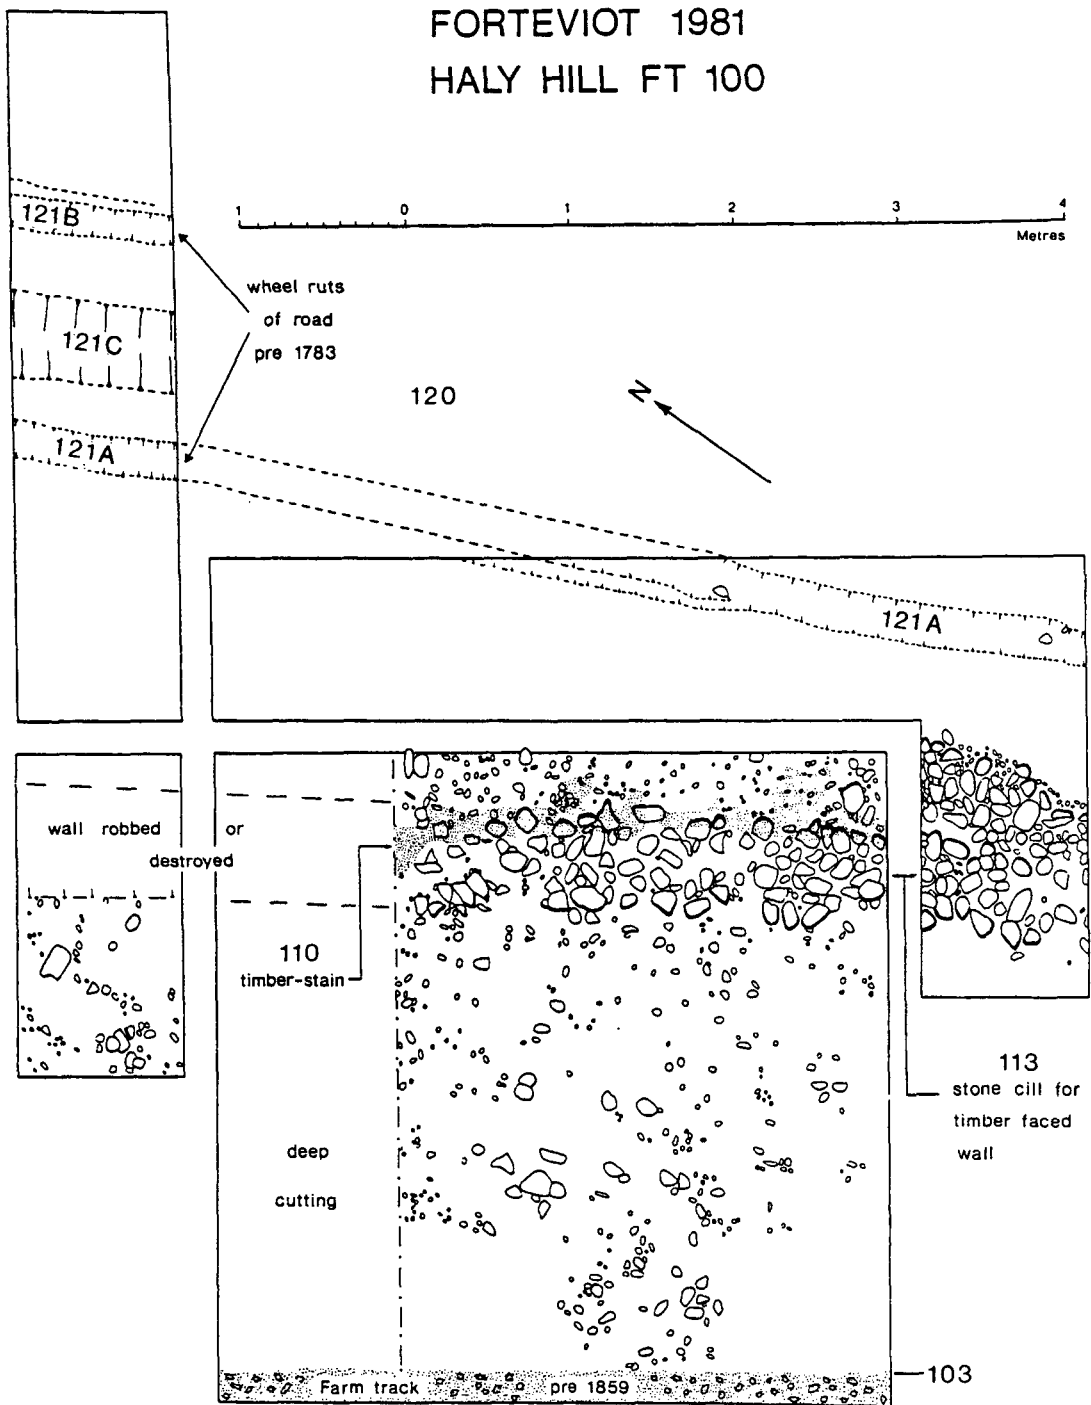 FORTEVIOT 1981
HALY HILL FT 100
121B
1 0 1 2 3 4
Metres
wheel ruts
of road
pre 1783
121C
120
N
121A
121A
wall robbed or
destroyed
110
timber-stain
113
stone cill for
timber faced
wall
deep
cutting
103
Farm track pre 1859